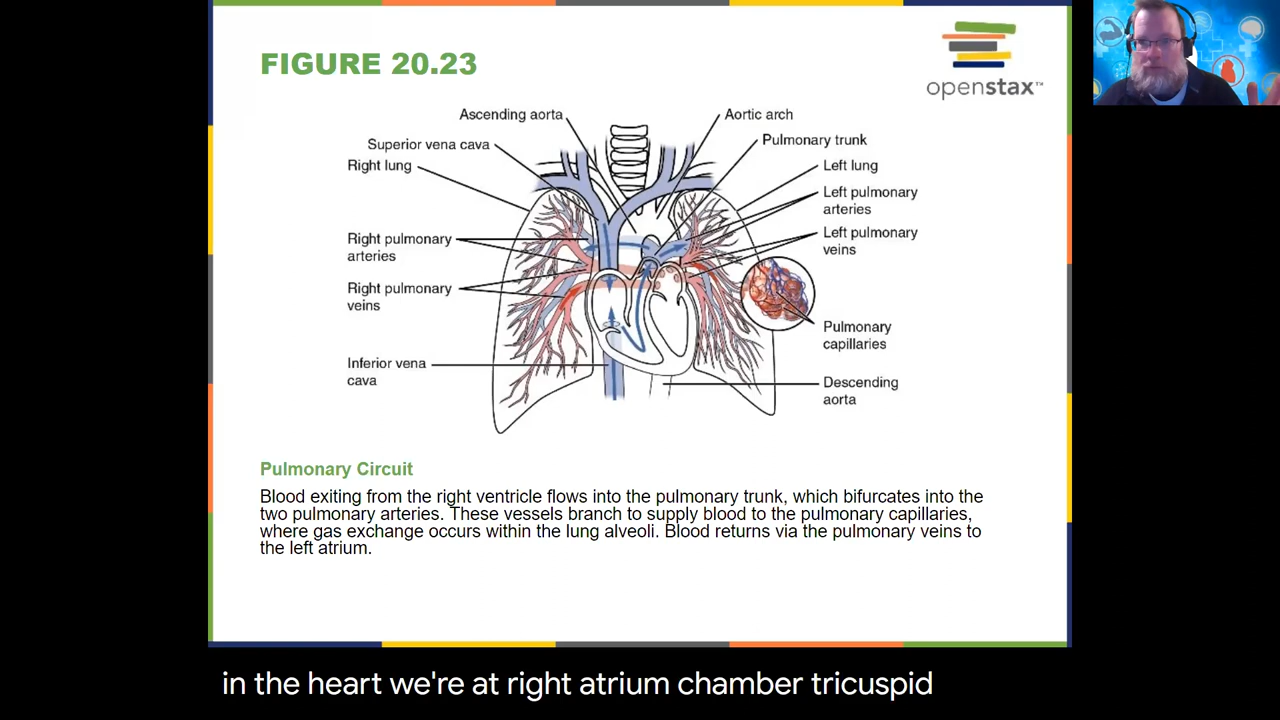 FIGURE 20.23
openstax™
Ascending aorta
Aortic arch
Superior vena cava
Pulmonary trunk
Right lung
Left lung
Left pulmonary
arteries
Right pulmonary
arteries
Left pulmonary
veins
Right pulmonary
veins
Pulmonary
capillaries
Inferior vena
cava
Descending
aorta
Pulmonary Circuit
Blood exiting from the right ventricle flows into the pulmonary trunk, which bifurcates into the
two pulmonary arteries. These vessels branch to supply blood to the pulmonary capillaries,
where gas exchange occurs within the lung alveoli. Blood returns via the pulmonary veins to
the left atrium.
in the heart we're at right atrium chamber tricuspid